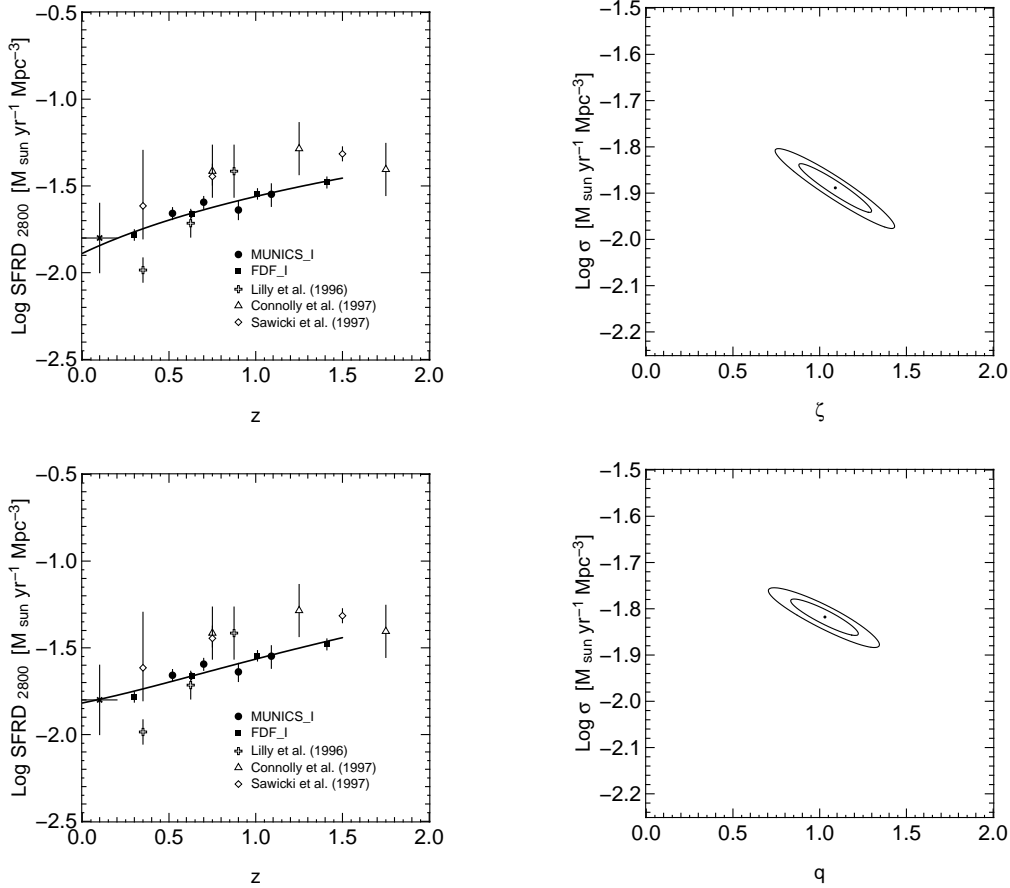 Log SFRD 2800 [M sun yr−1 Mpc−3]
−0.5
−1.0
−1.5
−2.0
−2.5
MUNICS_I
FDF_I
Lilly et al. (1996)
Connolly et al. (1997)
Sawicki et al. (1997)
0.0 0.5 1.0 1.5 2.0
z
Log σ [M sun yr−1 Mpc−3]
−1.5
−1.6
−1.7
−1.8
−1.9
−2.0
−2.1
−2.2
0.0 0.5 1.0 1.5 2.0
ζ
Log SFRD 2800 [M sun yr−1 Mpc−3]
−0.5
−1.0
−1.5
−2.0
−2.5
MUNICS_I
FDF_I
Lilly et al. (1996)
Connolly et al. (1997)
Sawicki et al. (1997)
0.0 0.5 1.0 1.5 2.0
z
Log σ [M sun yr−1 Mpc−3]
−1.5
−1.6
−1.7
−1.8
−1.9
−2.0
−2.1
−2.2
0.0 0.5 1.0 1.5 2.0
q